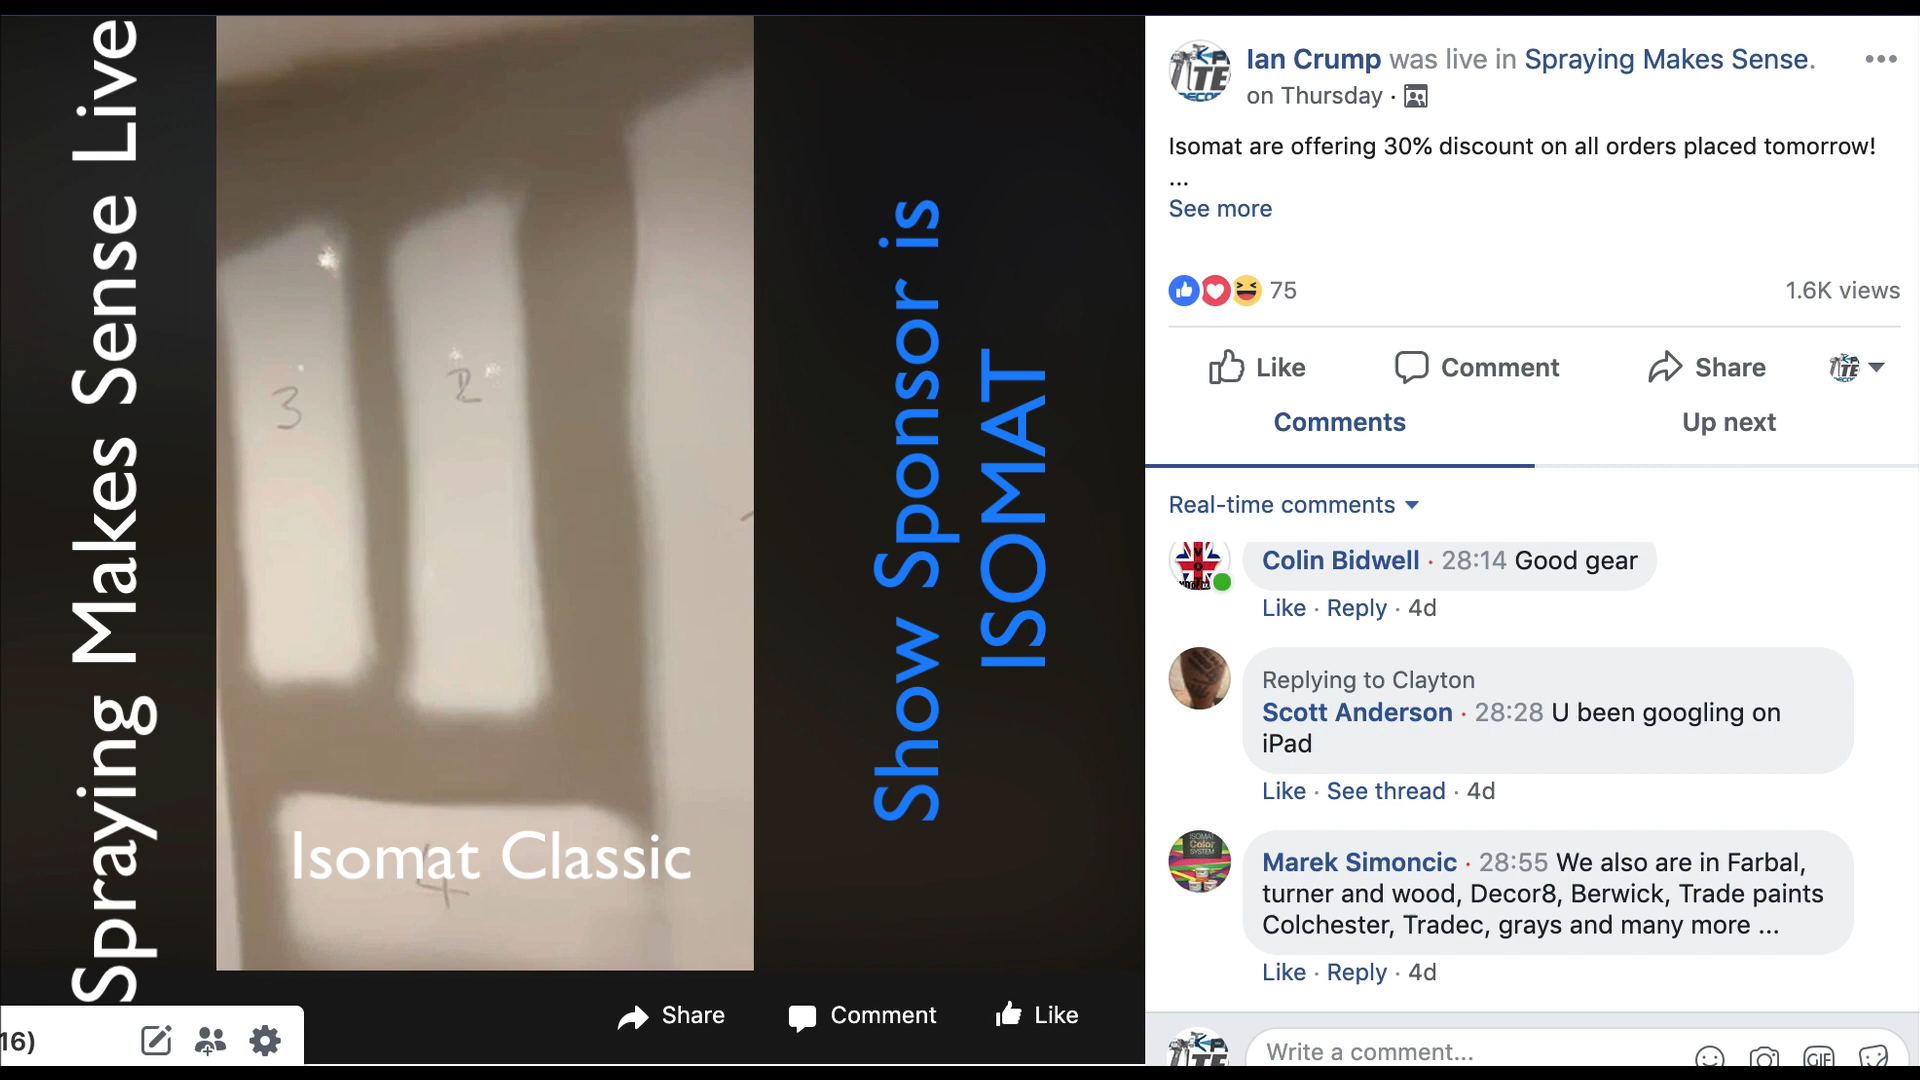 Spraying Makes Sense Live
3
2
4
Isomat Classic
Show Sponsor is
ISOMAT
Share
Comment
Like
16)
Ian Crump was live in Spraying Makes Sense.
on Thursday ·
Isomat are offering 30% discount on all orders placed tomorrow!
...
See more
75
1.6K views
Like
Comment
Share
Comments
Up next
Real-time comments
Colin Bidwell · 28:14 Good gear
Like · Reply · 4d
Replying to Clayton
Scott Anderson · 28:28 U been googling on
iPad
Like · See thread · 4d
ISOMAT
Color
SYSTEM
Marek Simoncic · 28:55 We also are in Farbal,
turner and wood, Decor8, Berwick, Trade paints
Colchester, Tradec, grays and many more ...
Like · Reply · 4d
Write a comment...
GIF